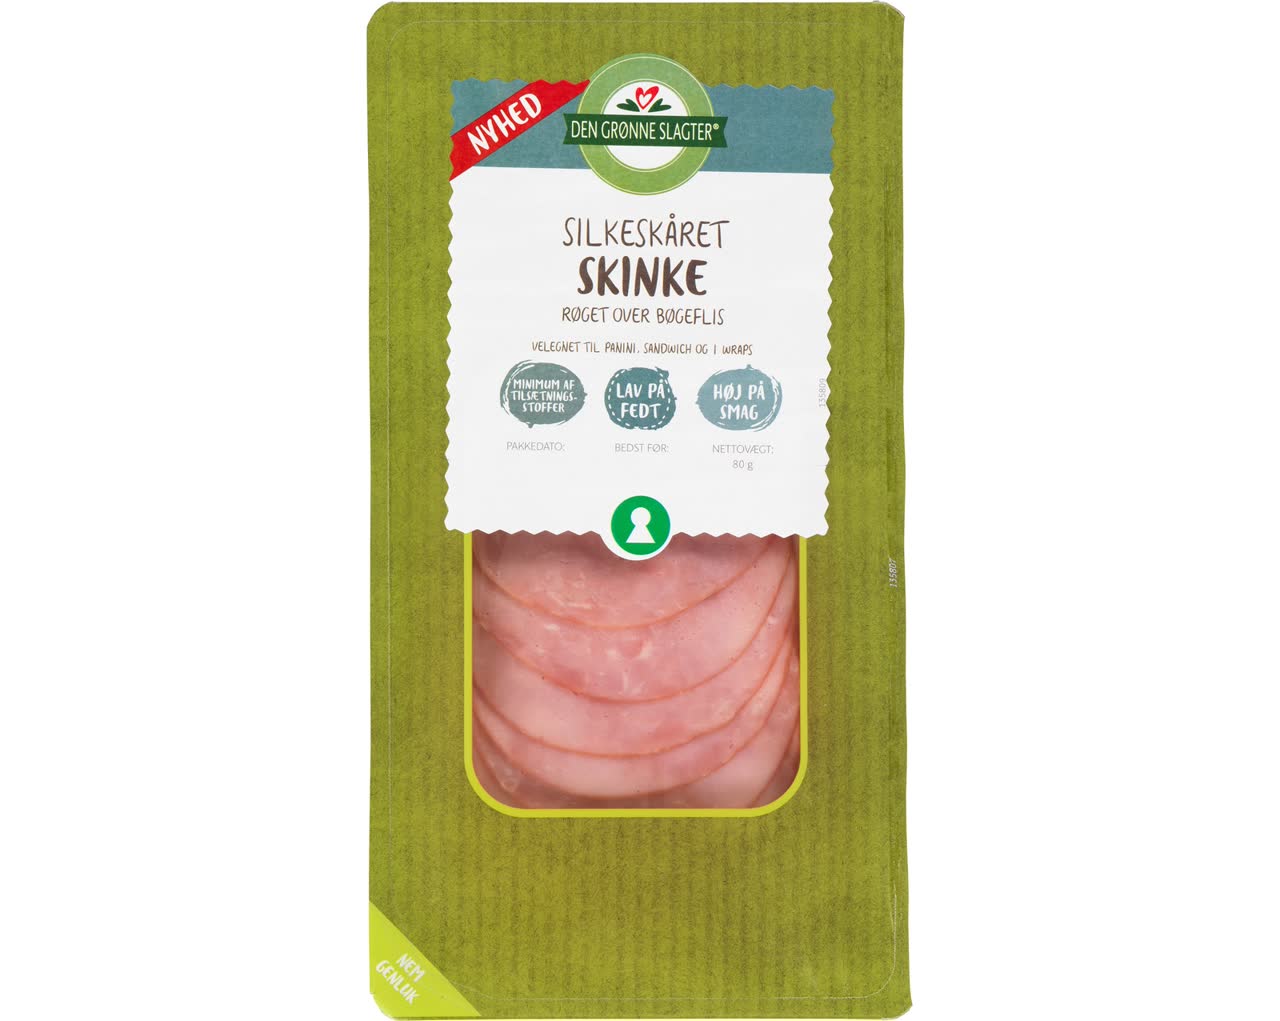 NYHED
DEN GRØNNE SLAGTER®
SILKESKÅRET
SKINKE
RØGET OVER BØGEFLIS
VELEGNET TIL PANINI, SANDWICH OG I WRAPS
MINIMUM AF
TILSÆTNINGS-
STOFFER
LAV PÅ
FEDT
HØJ PÅ
SMAG
135809
PAKKEDATO:
BEDST FØR:
NETTOVÆGT:
80 g
135807
NEM
GENLUK